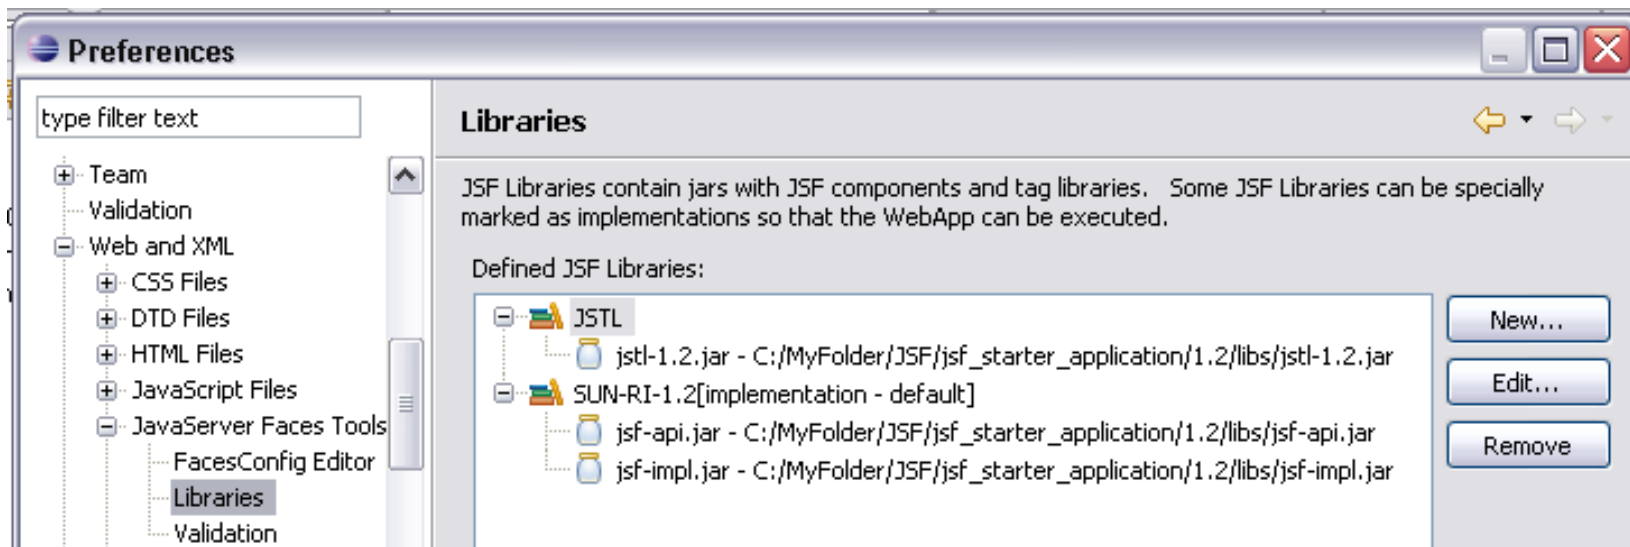 Preferences
type filter text
Team
Validation
Web and XML
CSS Files
DTD Files
HTML Files
JavaScript Files
JavaServer Faces Tools
FacesConfig Editor
Libraries
Validation
Libraries
JSF Libraries contain jars with JSF components and tag libraries.   Some JSF Libraries can be specially
marked as implementations so that the WebApp can be executed.
Defined JSF Libraries:
JSTL
jstl-1.2.jar - C:/MyFolder/JSF/jsf_starter_application/1.2/libs/jstl-1.2.jar
SUN-RI-1.2[implementation - default]
jsf-api.jar - C:/MyFolder/JSF/jsf_starter_application/1.2/libs/jsf-api.jar
jsf-impl.jar - C:/MyFolder/JSF/jsf_starter_application/1.2/libs/jsf-impl.jar
New...
Edit...
Remove